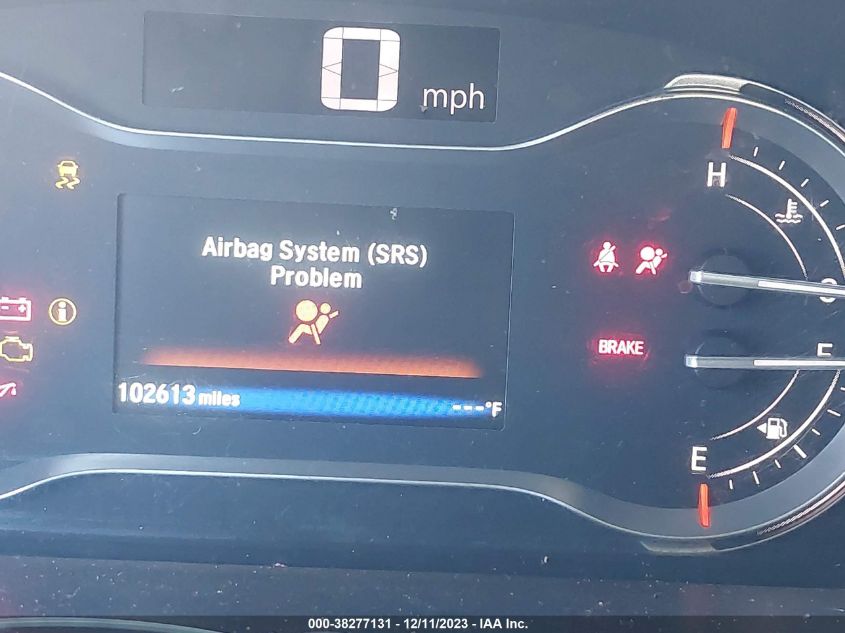 0 mph
H
Airbag System (SRS)
Problem
C
BRAKE
F
102613 miles
---°F
E
000-38277131 - 12/11/2023 - IAA Inc.